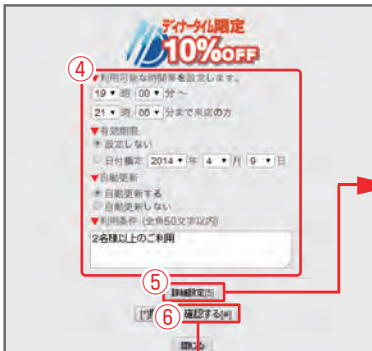 ディナータイム限定
10%OFF
④
▼利用可能な時間帯を設定します。
19 ▼ 時 00 ▼ 分 ～
21 ▼ 時 00 ▼ 分まで来店の方
▼有効期限
設定しない
日付指定 2014 ▼ 年 4 ▼ 月 9 ▼ 日
▼自動更新
自動更新する
自動更新しない
▼利用条件 (全角50文字以内)
2名様以上のご利用
⑤
詳細設定[5]
⑥
確認する[#]
閉じる